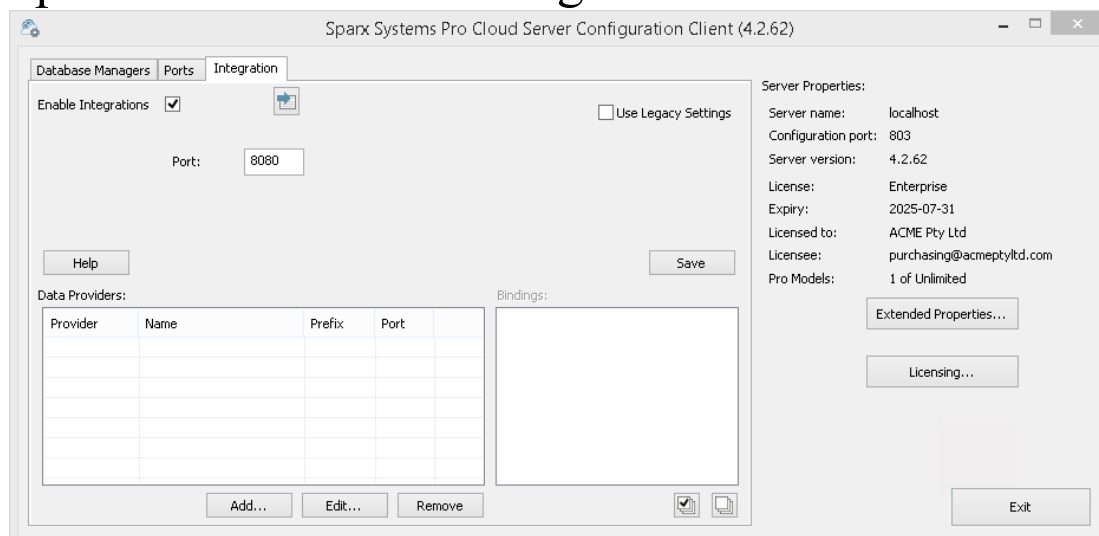 Sparx Systems Pro Cloud Server Configuration Client (4.2.62)
Database Managers Ports Integration
Enable Integrations
Use Legacy Settings
Port: 8080
Help
Save
Data Providers:
Provider Name Prefix Port
Bindings:
Add...
Edit...
Remove
Server Properties:
Server name: localhost
Configuration port: 803
Server version: 4.2.62
License: Enterprise
Expiry: 2025-07-31
Licensed to: ACME Pty Ltd
Licensee: purchasing@acmeptyltd.com
Pro Models: 1 of Unlimited
Extended Properties...
Licensing...
Exit